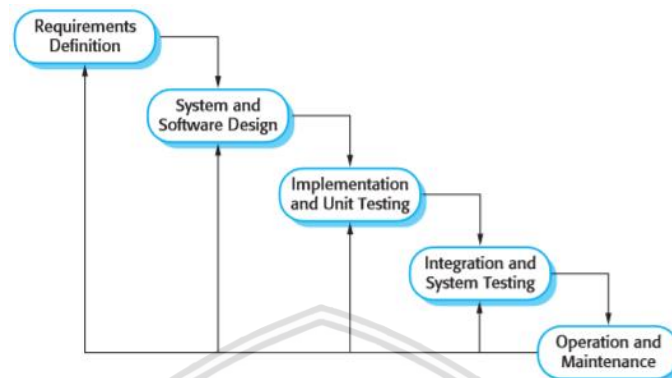 Requirements
Definition
System and
Software Design
Implementation
and Unit Testing
Integration and
System Testing
Operation and
Maintenance